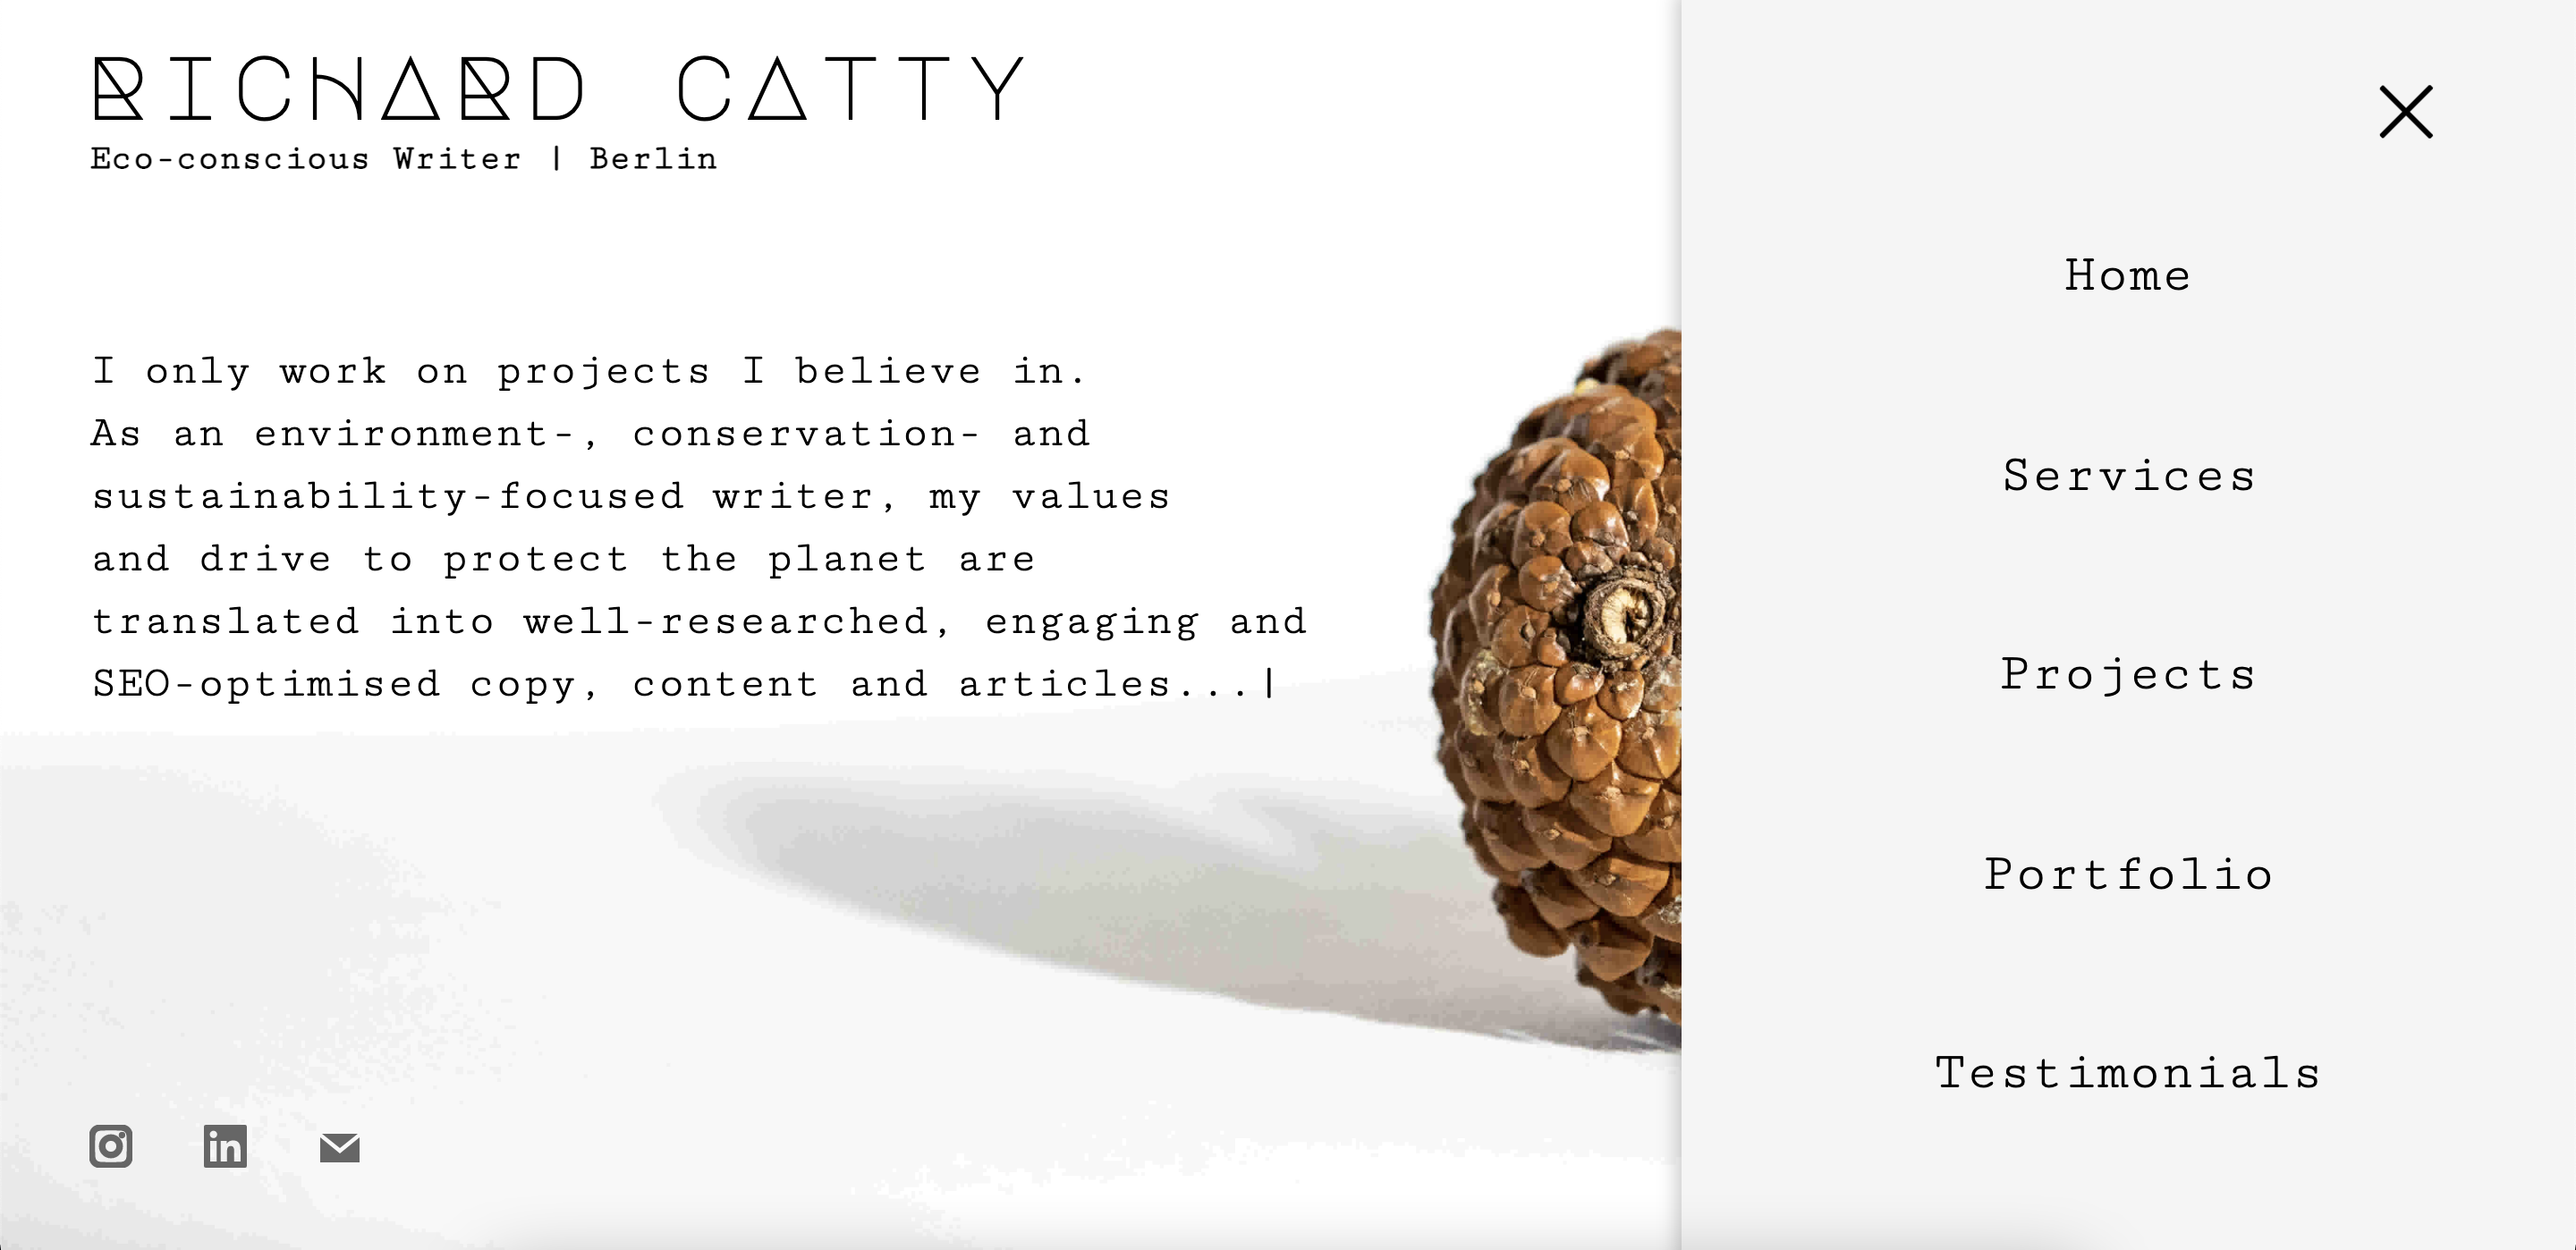 RICHARD CATTY
Eco-conscious Writer | Berlin
I only work on projects I believe in.
As an environment-, conservation- and
sustainability-focused writer, my values
and drive to protect the planet are
translated into well-researched, engaging and
SEO-optimised copy, content and articles...|
in
Home
Services
Projects
Portfolio
Testimonials